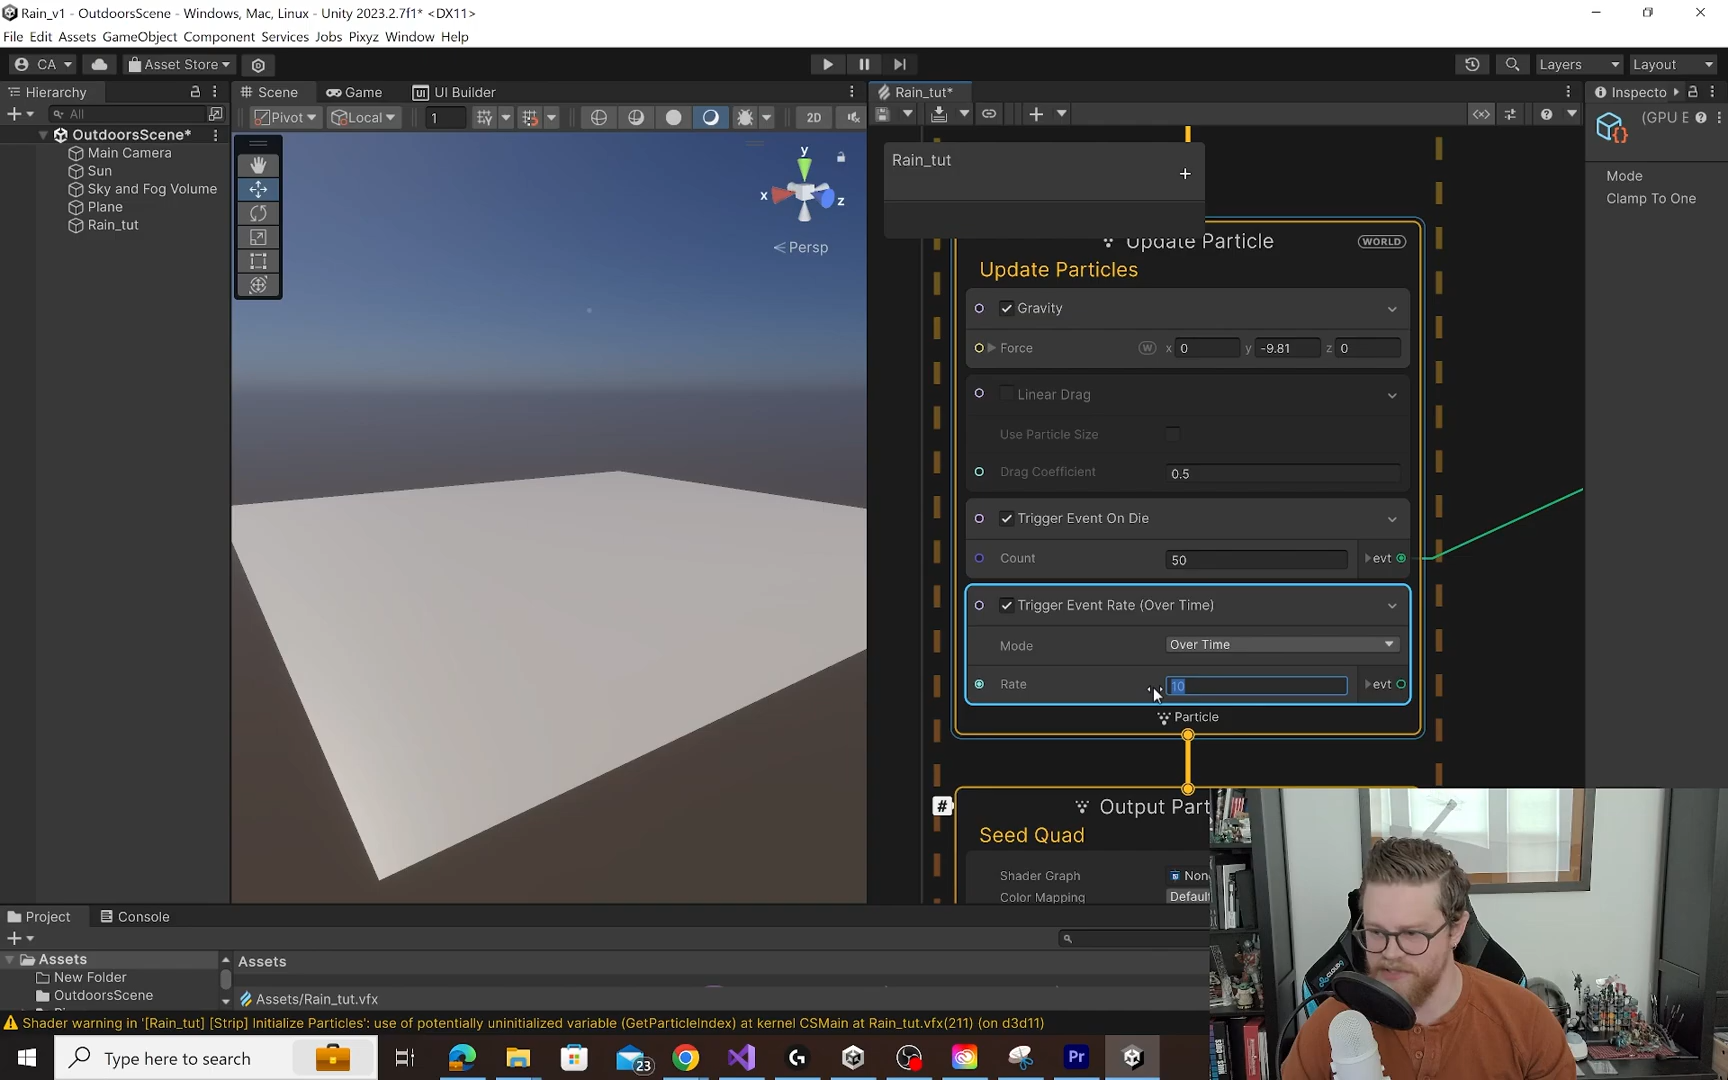 Rain_v1 - OutdoorsScene - Windows, Mac, Linux - Unity 2023.2.7f1* <DX11>
File Edit Assets GameObject Component Services Jobs Pixyz Window Help
CA
Asset Store
Layers
Layout
Hierarchy
Scene
Game
UI Builder
Rain_tut*
Inspecto
All
Pivot
Local
1
2D
(GPU E
OutdoorsScene*
Main Camera
Sun
Sky and Fog Volume
Plane
Rain_tut
y
x
z
Persp
Rain_tut
+
Mode
Clamp To One
Update Particle
WORLD
Update Particles
Gravity
Force
W x 0 y -9.81 z 0
Linear Drag
Use Particle Size
Drag Coefficient 0.5
Trigger Event On Die
Count 50 evt
Trigger Event Rate (Over Time)
Mode Over Time
Rate 10 evt
Particle
# Output Part
Seed Quad
Shader Graph Non
Color Mapping Default
Project
Console
Assets
New Folder
OutdoorsScene
Assets
Assets/Rain_tut.vfx
Shader warning in '[Rain_tut] [Strip] Initialize Particles': use of potentially uninitialized variable (GetParticleIndex) at kernel CSMain at Rain_tut.vfx(211) (on d3d11)
Type here to search
23
Pr